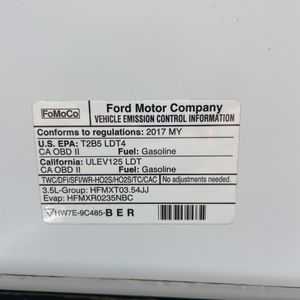 FoMoCo
Ford Motor Company
VEHICLE EMISSION CONTROL INFORMATION
Conforms to regulations: 2017 MY
U.S. EPA: T2B5 LDT4
CA OBD II Fuel: Gasoline
California: ULEV125 LDT
CA OBD II Fuel: Gasoline
TWC/DFI/SFI/WR-HO2S/HO2S/TC/CAC No adjustments needed.
3.5L-Group: HFMXT03.54JJ
Evap: HFMXR0235NBC
HW7E-9C485-BER